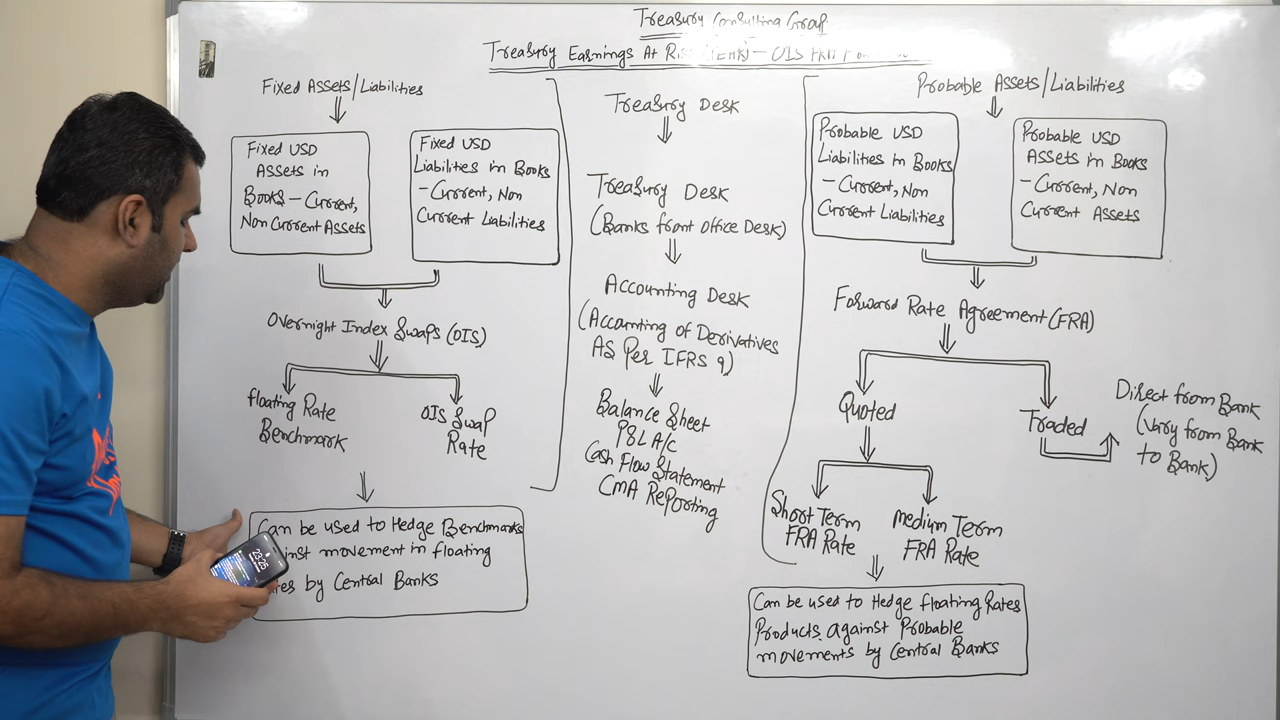 Treasury Consulting Group
Treasury Earnings At – OIS FRA
Fixed Assets/Liabilities
Fixed USD
Assets in
Books – Current,
Non Current Assets
Fixed USD
Liabilities in Books
– Current, Non
Current Liabilities
Overnight Index Swaps (OIS)
floating Rate
Benchmark
OIS Swap
Rate
Can be used to Hedge Benchmarks
movement in floating
by Central Banks
23:25
Treasury Desk
Treasury Desk
(Banks front office Desk)
Accounting Desk
(Accounting of Derivatives
As Per IFRS 9)
Balance Sheet
P&L A/C
Cash Flow Statement
CMA Reporting
Probable Assets/Liabilities
Probable USD
Liabilities in Books
– Current, Non
Current Liabilities
Probable USD
Assets in Books
– Current, Non
Current Assets
Forward Rate Agreement (FRA)
Quoted
Traded
Direct from Bank
(Vary from Bank
to Bank)
Short Term
FRA Rate
Medium Term
FRA Rate
Can be used to Hedge floating Rates
Products against Probable
movements by Central Banks